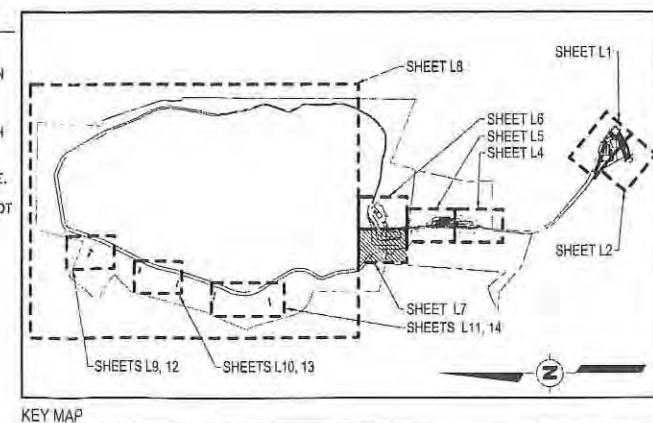 N
H
E.
OT
SHEET L8
SHEET L1
SHEET L6
SHEET L5
SHEET L4
SHEET L2
SHEET L7
SHEETS L11, 14
SHEETS L9, 12
SHEETS L10, 13
N
KEY MAP